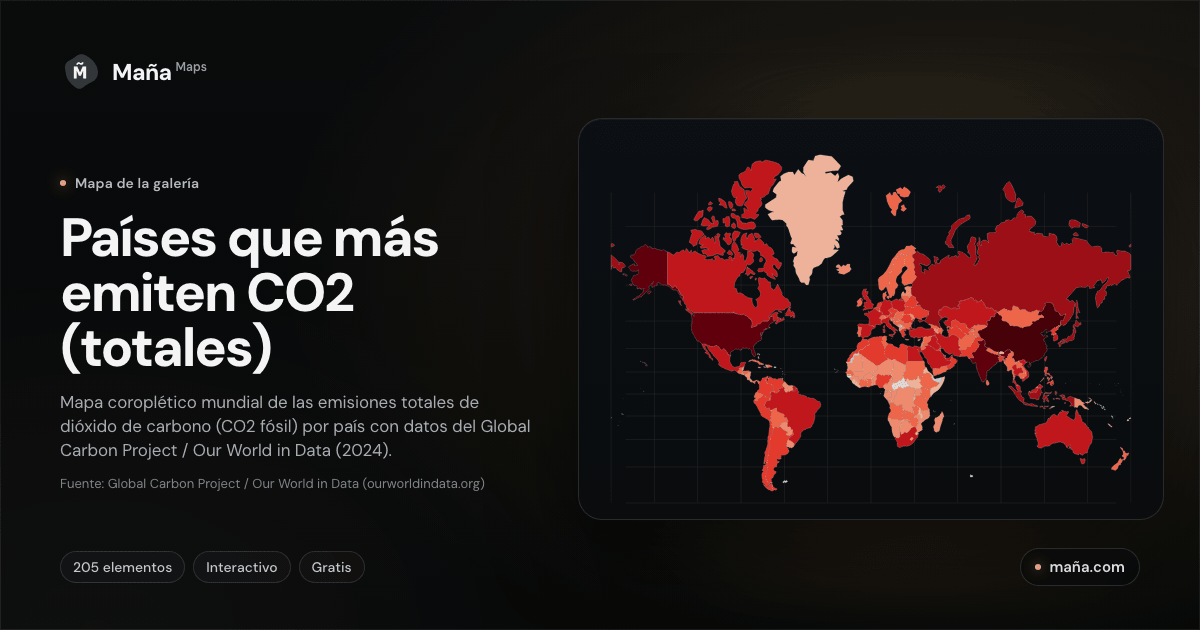 M̃
Maña Maps
Mapa de la galería
Países que más
emiten CO2
(totales)
Mapa coroplético mundial de las emisiones totales de
dióxido de carbono (CO2 fósil) por país con datos del Global
Carbon Project / Our World in Data (2024).
Fuente: Global Carbon Project / Our World in Data (ourworldindata.org)
205 elementos
Interactivo
Gratis
maña.com